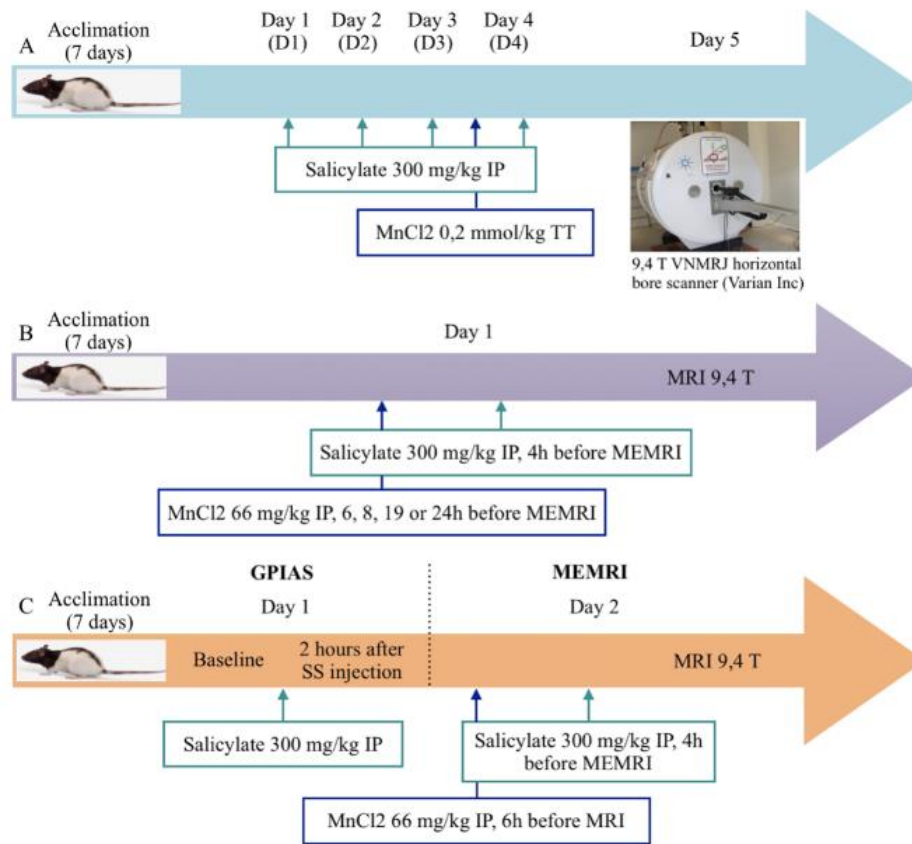 A
Acclimation
(7 days)
Day 1
(D1)
Day 2
(D2)
Day 3
(D3)
Day 4
(D4)
Day 5
Salicylate 300 mg/kg IP
MnCl2 0,2 mmol/kg TT
9,4 T VNMRJ horizontal
bore scanner (Varian Inc)
B
Acclimation
(7 days)
Day 1
MRI 9,4 T
Salicylate 300 mg/kg IP, 4h before MEMRI
MnCl2 66 mg/kg IP, 6, 8, 19 or 24h before MEMRI
C
Acclimation
(7 days)
GPIAS
Day 1
MEMRI
Day 2
Baseline
2 hours after
SS injection
MRI 9,4 T
Salicylate 300 mg/kg IP
Salicylate 300 mg/kg IP, 4h
before MEMRI
MnCl2 66 mg/kg IP, 6h before MRI